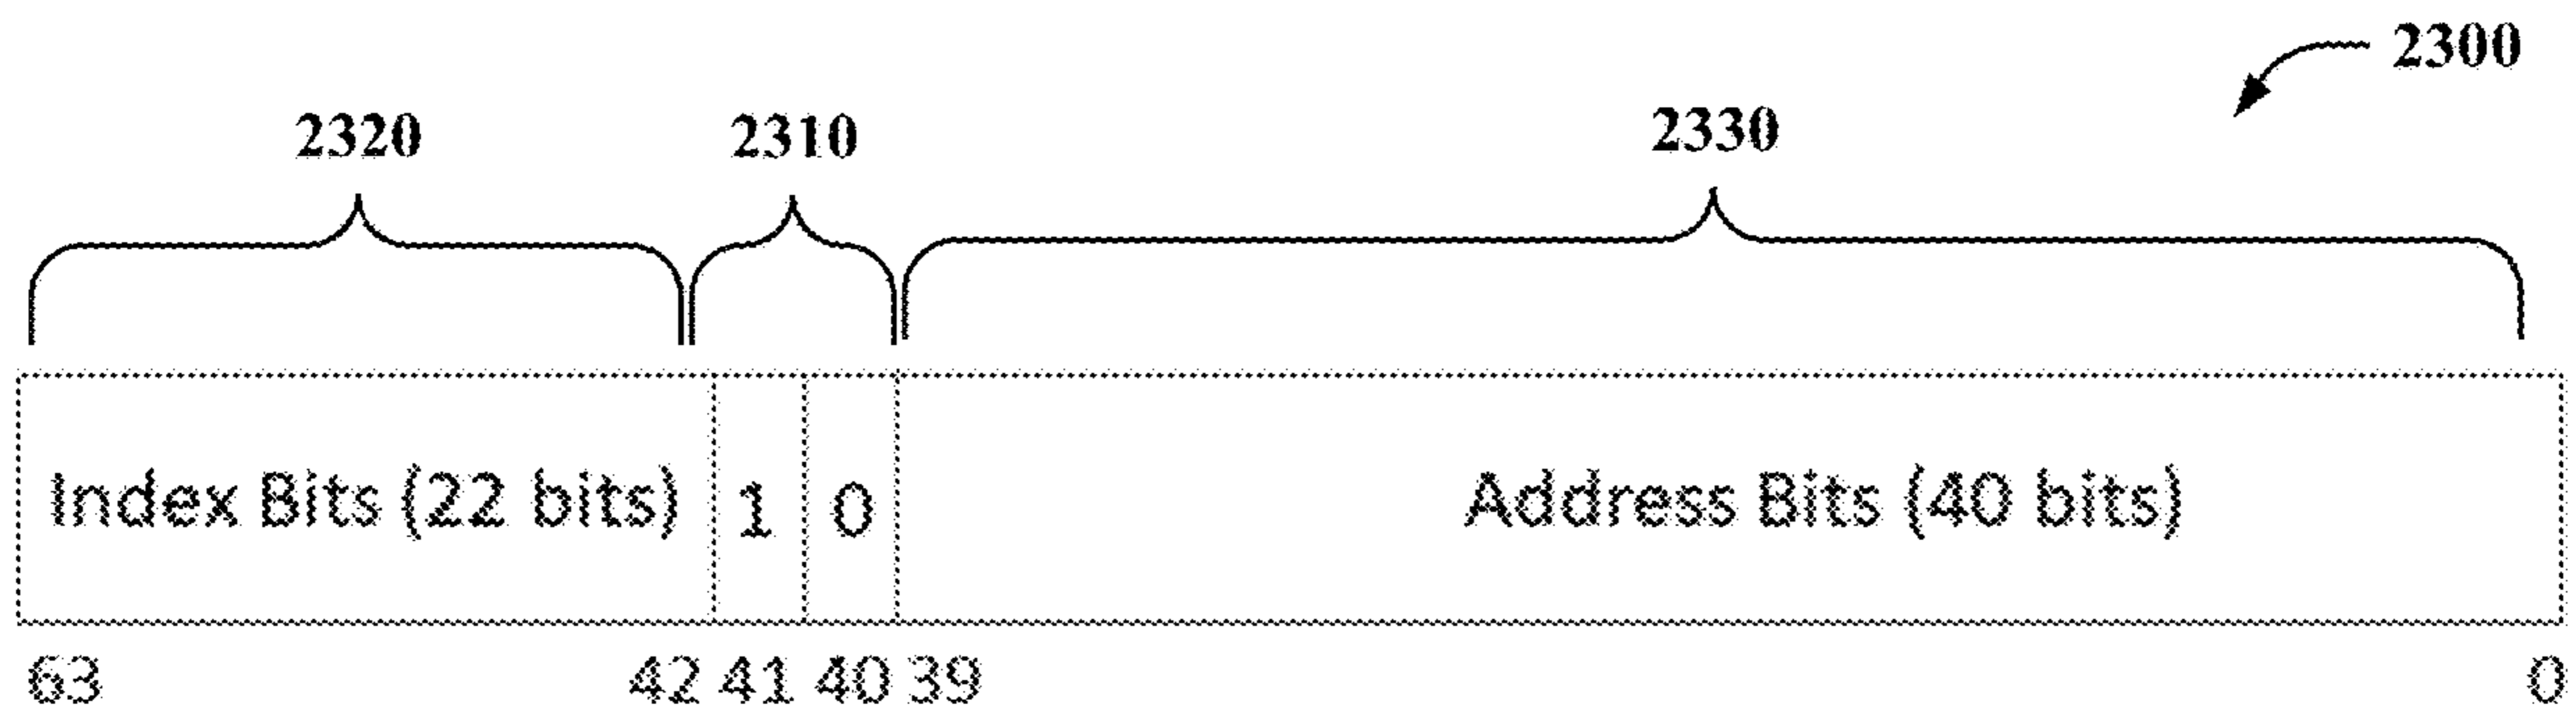 2300
2320 2310 2330
Index Bits (22 bits) 1 0 Address Bits (40 bits)
63 42 41 40 39 0